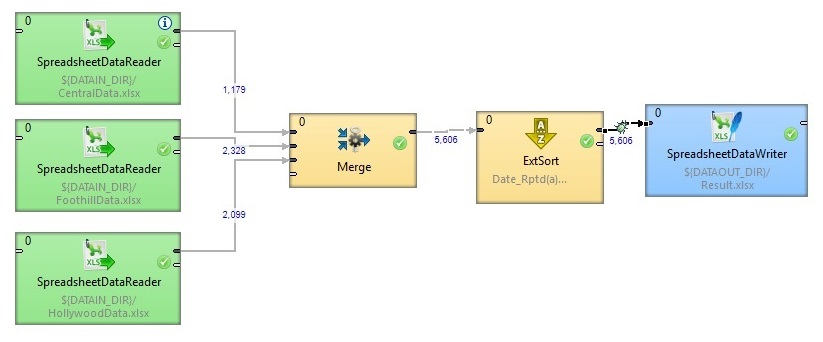 0
XLS
SpreadsheetDataReader
${DATAIN_DIR}/
CentralData.xlsx
1,179
0
XLS
SpreadsheetDataReader
${DATAIN_DIR}/
FoothillData.xlsx
2,328
0
XLS
SpreadsheetDataReader
${DATAIN_DIR}/
HollywoodData.xlsx
2,099
0
Merge
5,606
0
A
Z
ExtSort
Date_Rptd(a)...
5,606
0
XLS
SpreadsheetDataWriter
${DATAOUT_DIR}/
Result.xlsx